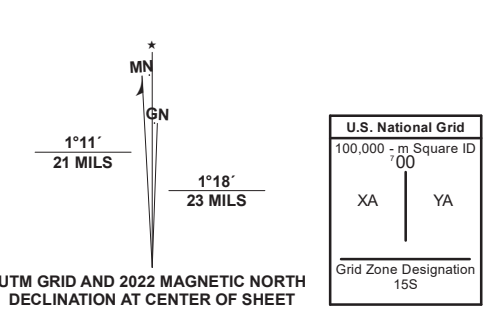 ★
MN
GN
1°11´
21 MILS
1°18´
23 MILS
UTM GRID AND 2022 MAGNETIC NORTH
DECLINATION AT CENTER OF SHEET
U.S. National Grid
100,000 - m Square ID
⁷00
XA YA
Grid Zone Designation
15S